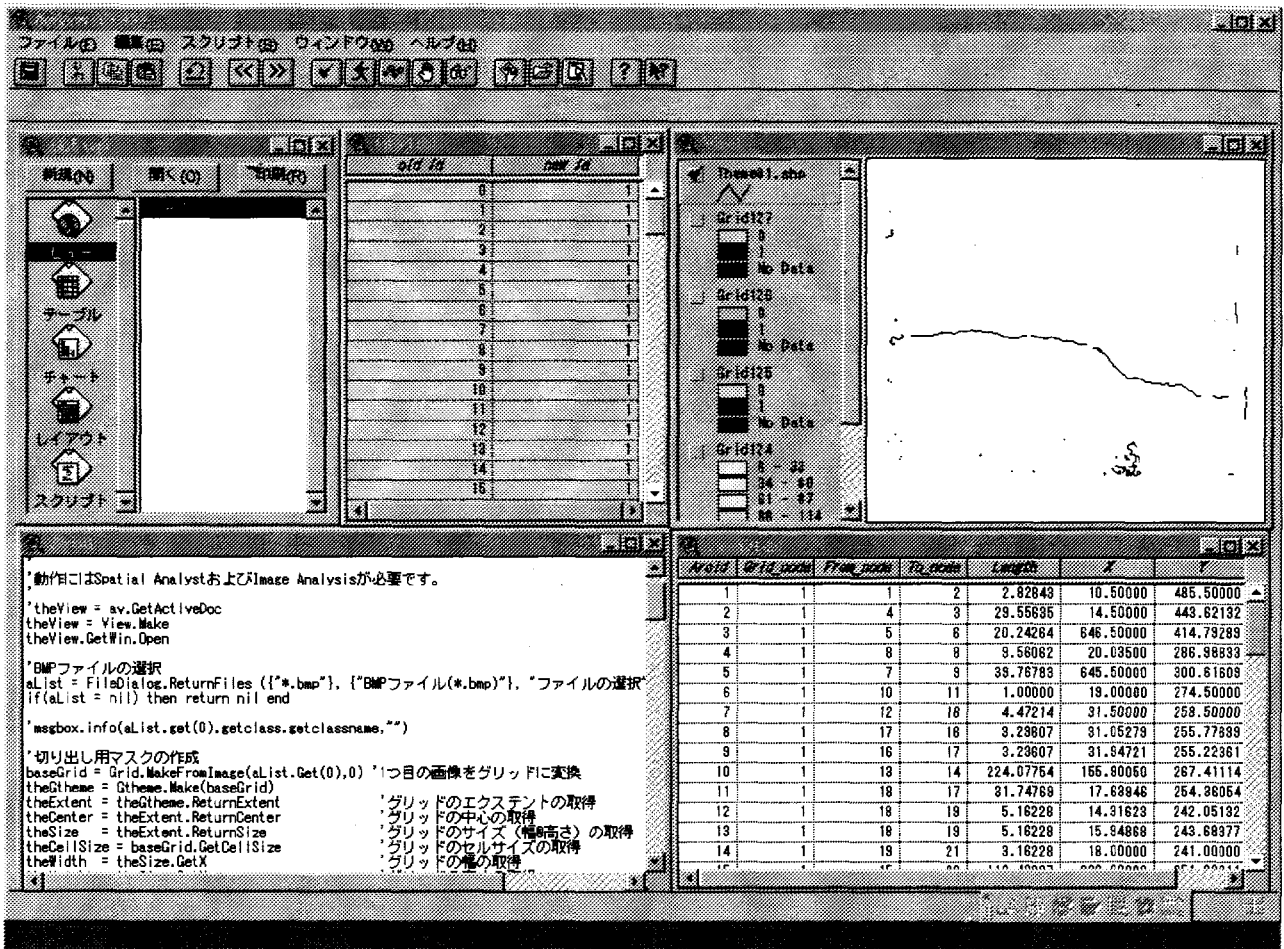 ファイル(F) 編集(E) スクリプト(S) ウィンドウ(W) ヘルプ(H)
新規(N) 開く(O) 印刷(R)
テーブル
チャート
レイアウト
スクリプト
old id new id
0 1
1 1
2 1
3 1
4 1
5 1
6 1
7 1
8 1
9 1
10 1
11 1
12 1
13 1
14 1
15 1
Theme81.shp
Grid127
0
1
No Data
Grid126
0
1
No Data
Grid125
0
1
No Data
Grid124
6 - 33
34 - 60
61 - 87
88 - 114
'
'動作にはSpatial AnalystおよびImage Analysisが必要です。
'
'theView = av.GetActiveDoc
theView = View.Make
theView.GetWin.Open
'BMPファイルの選択
aList = FileDialog.ReturnFiles ({"*.bmp"}, {"BMPファイル(*.bmp)"}, "ファイルの選択"
if(aList = nil) then return nil end
'msgbox.info(aList.get(0).getclass.getclassname,"")
'切り出し用マスクの作成
baseGrid = Grid.MakeFromImage(aList.Get(0),0) '1つ目の画像をグリッドに変換
theGtheme = Gtheme.Make(baseGrid)
theExtent = theGtheme.ReturnExtent 'グリッドのエクステントの取得
theCenter = theExtent.ReturnCenter 'グリッドの中心の取得
theSize = theExtent.ReturnSize 'グリッドのサイズ（幅&高さ）の取得
theCellSize = baseGrid.GetCellSize 'グリッドのセルサイズの取得
theWidth = theSize.GetX 'グリッドの幅の取得
Arcid Grid_code From_node To_node Length X Y
1 1 1 2 2.82843 10.50000 485.50000
2 1 4 3 29.55635 14.50000 443.62132
3 1 5 6 20.24264 646.50000 414.79289
4 1 8 8 9.56062 20.03500 286.98633
5 1 7 9 39.76783 645.50000 300.61609
6 1 10 11 1.00000 19.00000 274.50000
7 1 12 16 4.47214 31.50000 258.50000
8 1 17 16 3.23607 31.05279 255.77639
9 1 16 17 3.23607 31.94721 255.22361
10 1 13 14 224.07754 155.80050 267.41114
11 1 18 17 31.74769 17.63946 254.36054
12 1 18 19 5.16228 14.31623 242.05132
13 1 18 19 5.16228 15.94868 243.68377
14 1 19 21 3.16228 18.00000 241.00000